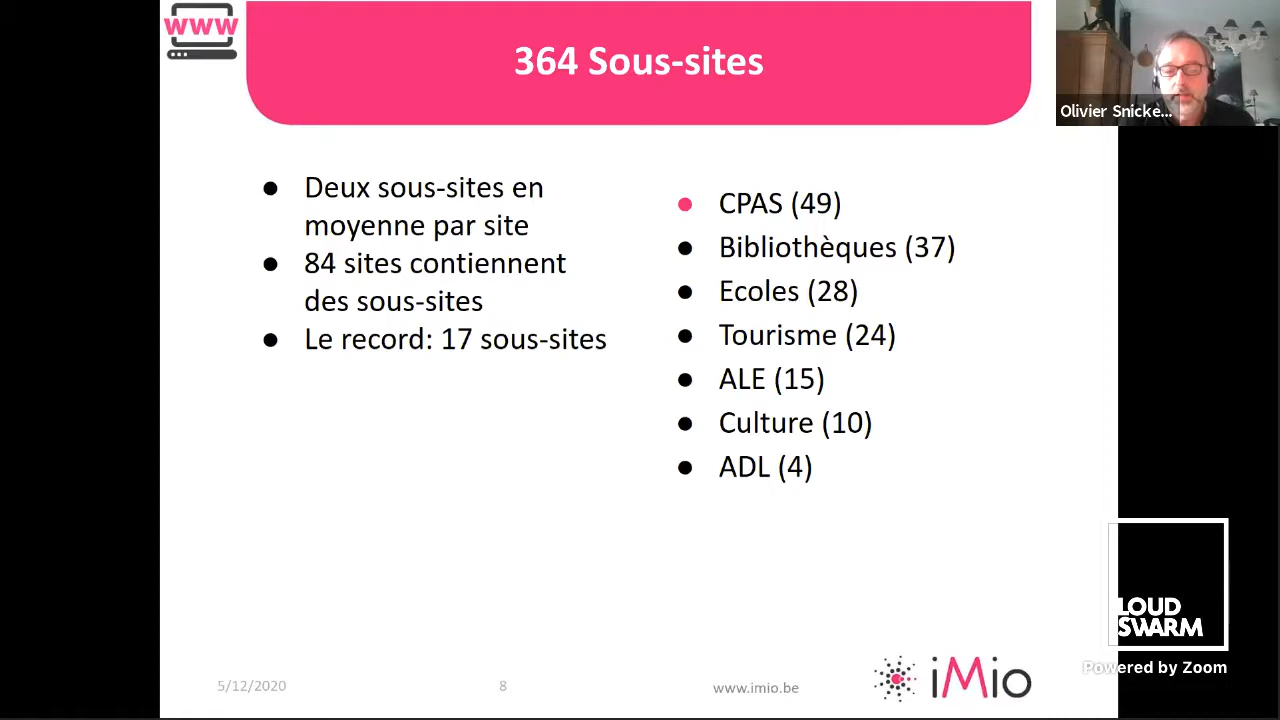 www
364 Sous-sites
Olivier Snicke...
● Deux sous-sites en
moyenne par site
● 84 sites contiennent
des sous-sites
● Le record: 17 sous-sites
● CPAS (49)
● Bibliothèques (37)
● Ecoles (28)
● Tourisme (24)
● ALE (15)
● Culture (10)
● ADL (4)
LOUD
SWARM
Powered by Zoom
5/12/2020
8
www.imio.be
iMio